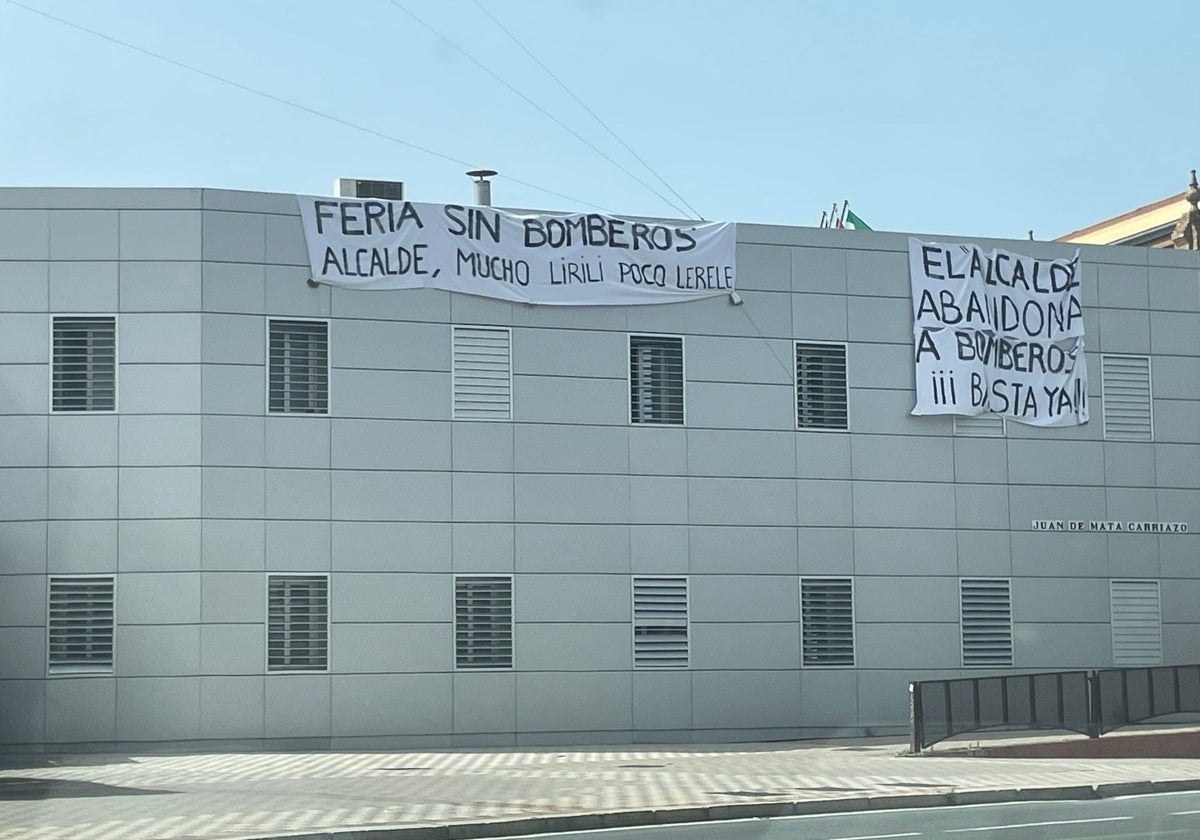 FERIA SIN BOMBEROS
ALCALDE, MUCHO LiRiLi POCO LERELE
EL ALCALDE
ABANDONA
A BOMBEROS
¡¡¡ BASTA YA!!!
JUAN DE MATA CARRIAZO